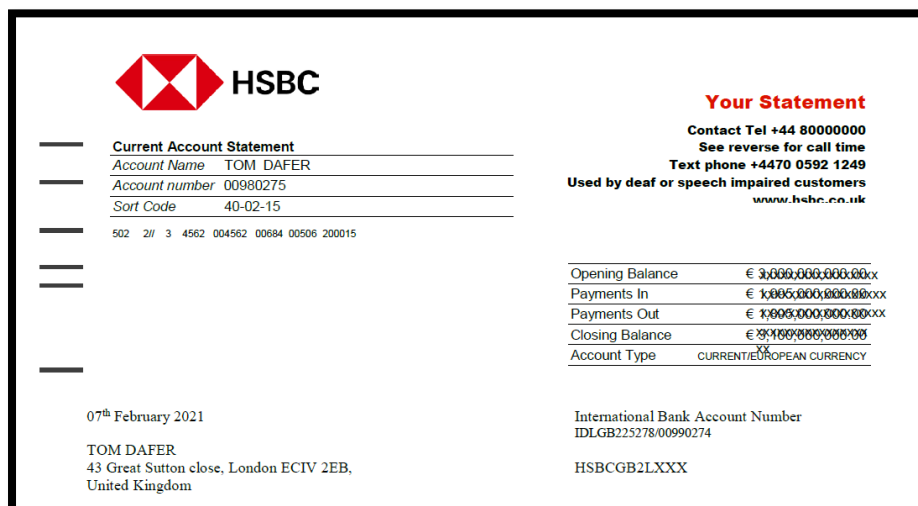 HSBC
Your Statement
Contact Tel +44 80000000
See reverse for call time
Text phone +4470 0592 1249
Used by deaf or speech impaired customers
www.hsbc.co.uk
Current Account Statement
Account Name TOM DAFER
Account number 00980275
Sort Code 40-02-15
502 2// 3 4562 004562 00684 00506 200015
Opening Balance €
Payments In €
Payments Out €
Closing Balance €
Account Type CURRENT/EUROPEAN CURRENCY
07th February 2021
TOM DAFER
43 Great Sutton close, London ECIV 2EB,
United Kingdom
International Bank Account Number
IDLGB225278/00990274
HSBCGB2LXXX